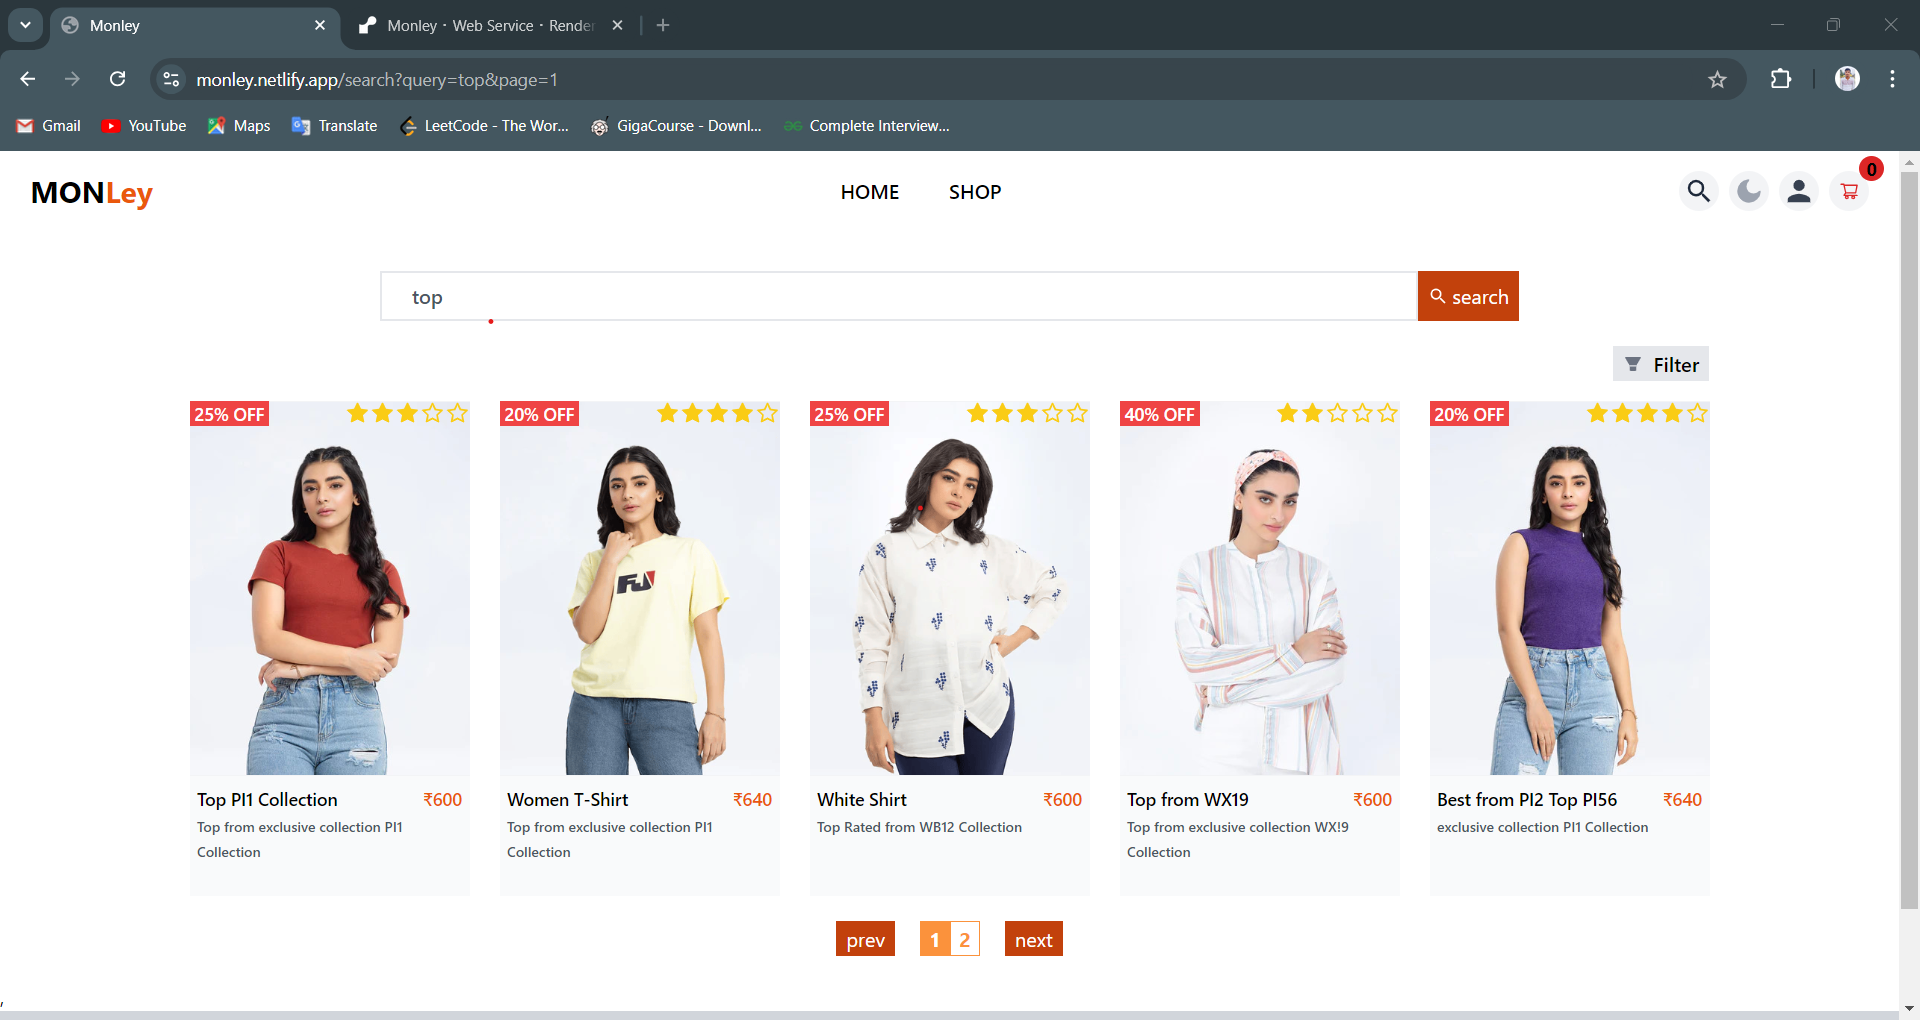 Monley
Monley · Web Service · Render
monley.netlify.app/search?query=top&page=1
Gmail
YouTube
Maps
Translate
LeetCode - The Wor...
GigaCourse - Downl...
Complete Interview...
MONLey
HOME
SHOP
0
top
search
Filter
25% OFF
20% OFF
25% OFF
40% OFF
20% OFF
FJ
Top PI1 Collection ₹600
Top from exclusive collection PI1
Collection
Women T-Shirt ₹640
Top from exclusive collection PI1
Collection
White Shirt ₹600
Top Rated from WB12 Collection
Top from WX19 ₹600
Top from exclusive collection WX!9
Collection
Best from PI2 Top PI56 ₹640
exclusive collection PI1 Collection
prev
1
2
next
,